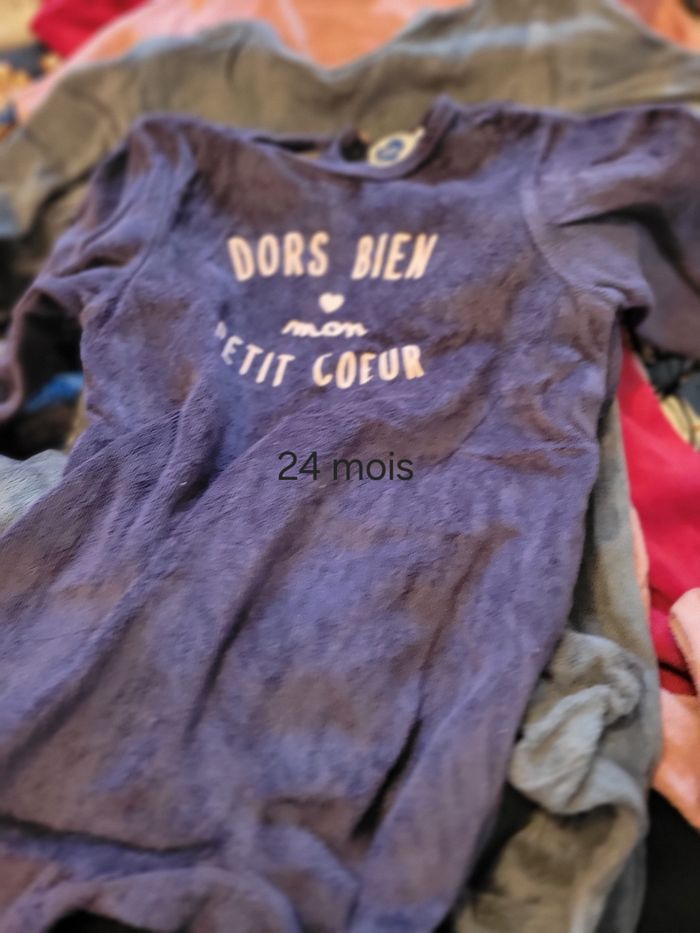 DORS BIEN
mon
PETIT COEUR
24 mois